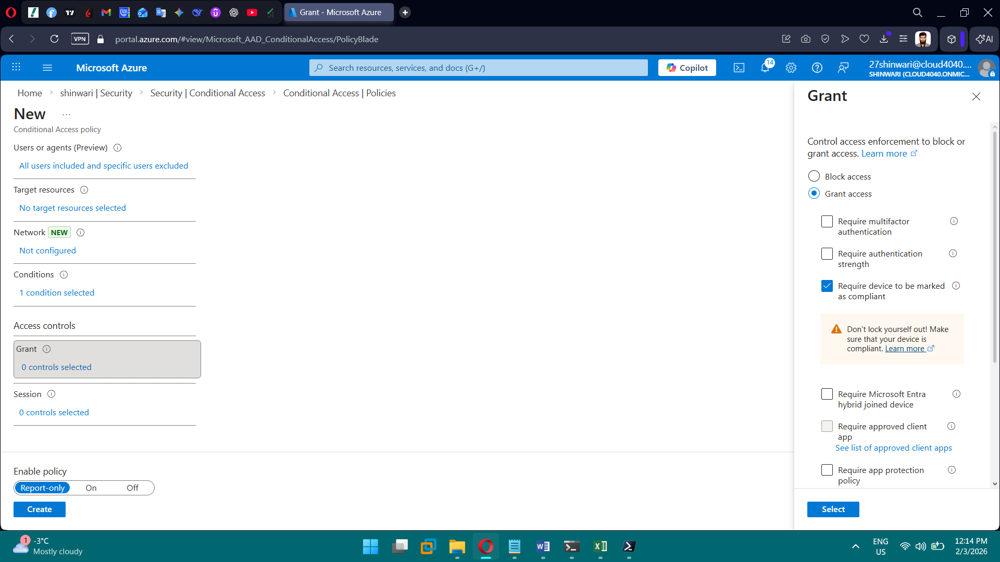 Grant - Microsoft Azure
VPN
portal.azure.com/#view/Microsoft_AAD_ConditionalAccess/PolicyBlade
AI
Microsoft Azure
Search resources, services, and docs (G+/)
Copilot
14
27shinwari@cloud4040....
SHINWARI (CLOUD4040.ONMIC...
Home > shinwari | Security > Security | Conditional Access > Conditional Access | Policies
New ...
Conditional Access policy
Users or agents (Preview)
All users included and specific users excluded
Target resources
No target resources selected
Network NEW
Not configured
Conditions
1 condition selected
Access controls
Grant
0 controls selected
Session
0 controls selected
Enable policy
Report-only On Off
Create
Grant
Control access enforcement to block or
grant access. Learn more
Block access
Grant access
Require multifactor
authentication
Require authentication
strength
Require device to be marked
as compliant
Don't lock yourself out! Make
sure that your device is
compliant. Learn more
Require Microsoft Entra
hybrid joined device
Require approved client
app
See list of approved client apps
Require app protection
policy
Select
1
-3°C
Mostly cloudy
ENG
US
12:14 PM
2/3/2026